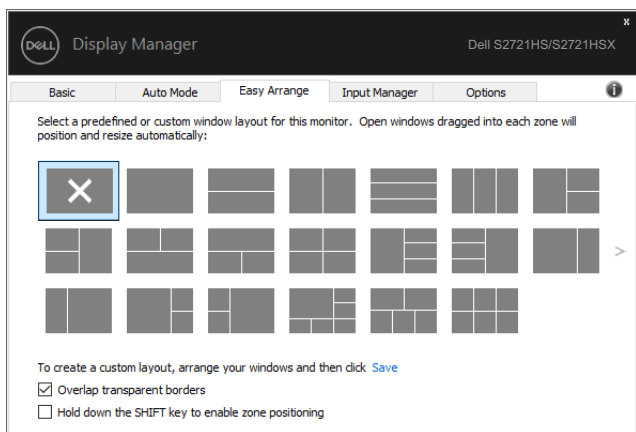 x
DELL Display Manager Dell S2721HS/S2721HSX
Basic Auto Mode Easy Arrange Input Manager Options i
Select a predefined or custom window layout for this monitor. Open windows dragged into each zone will
position and resize automatically:
>
To create a custom layout, arrange your windows and then click Save
Overlap transparent borders
Hold down the SHIFT key to enable zone positioning